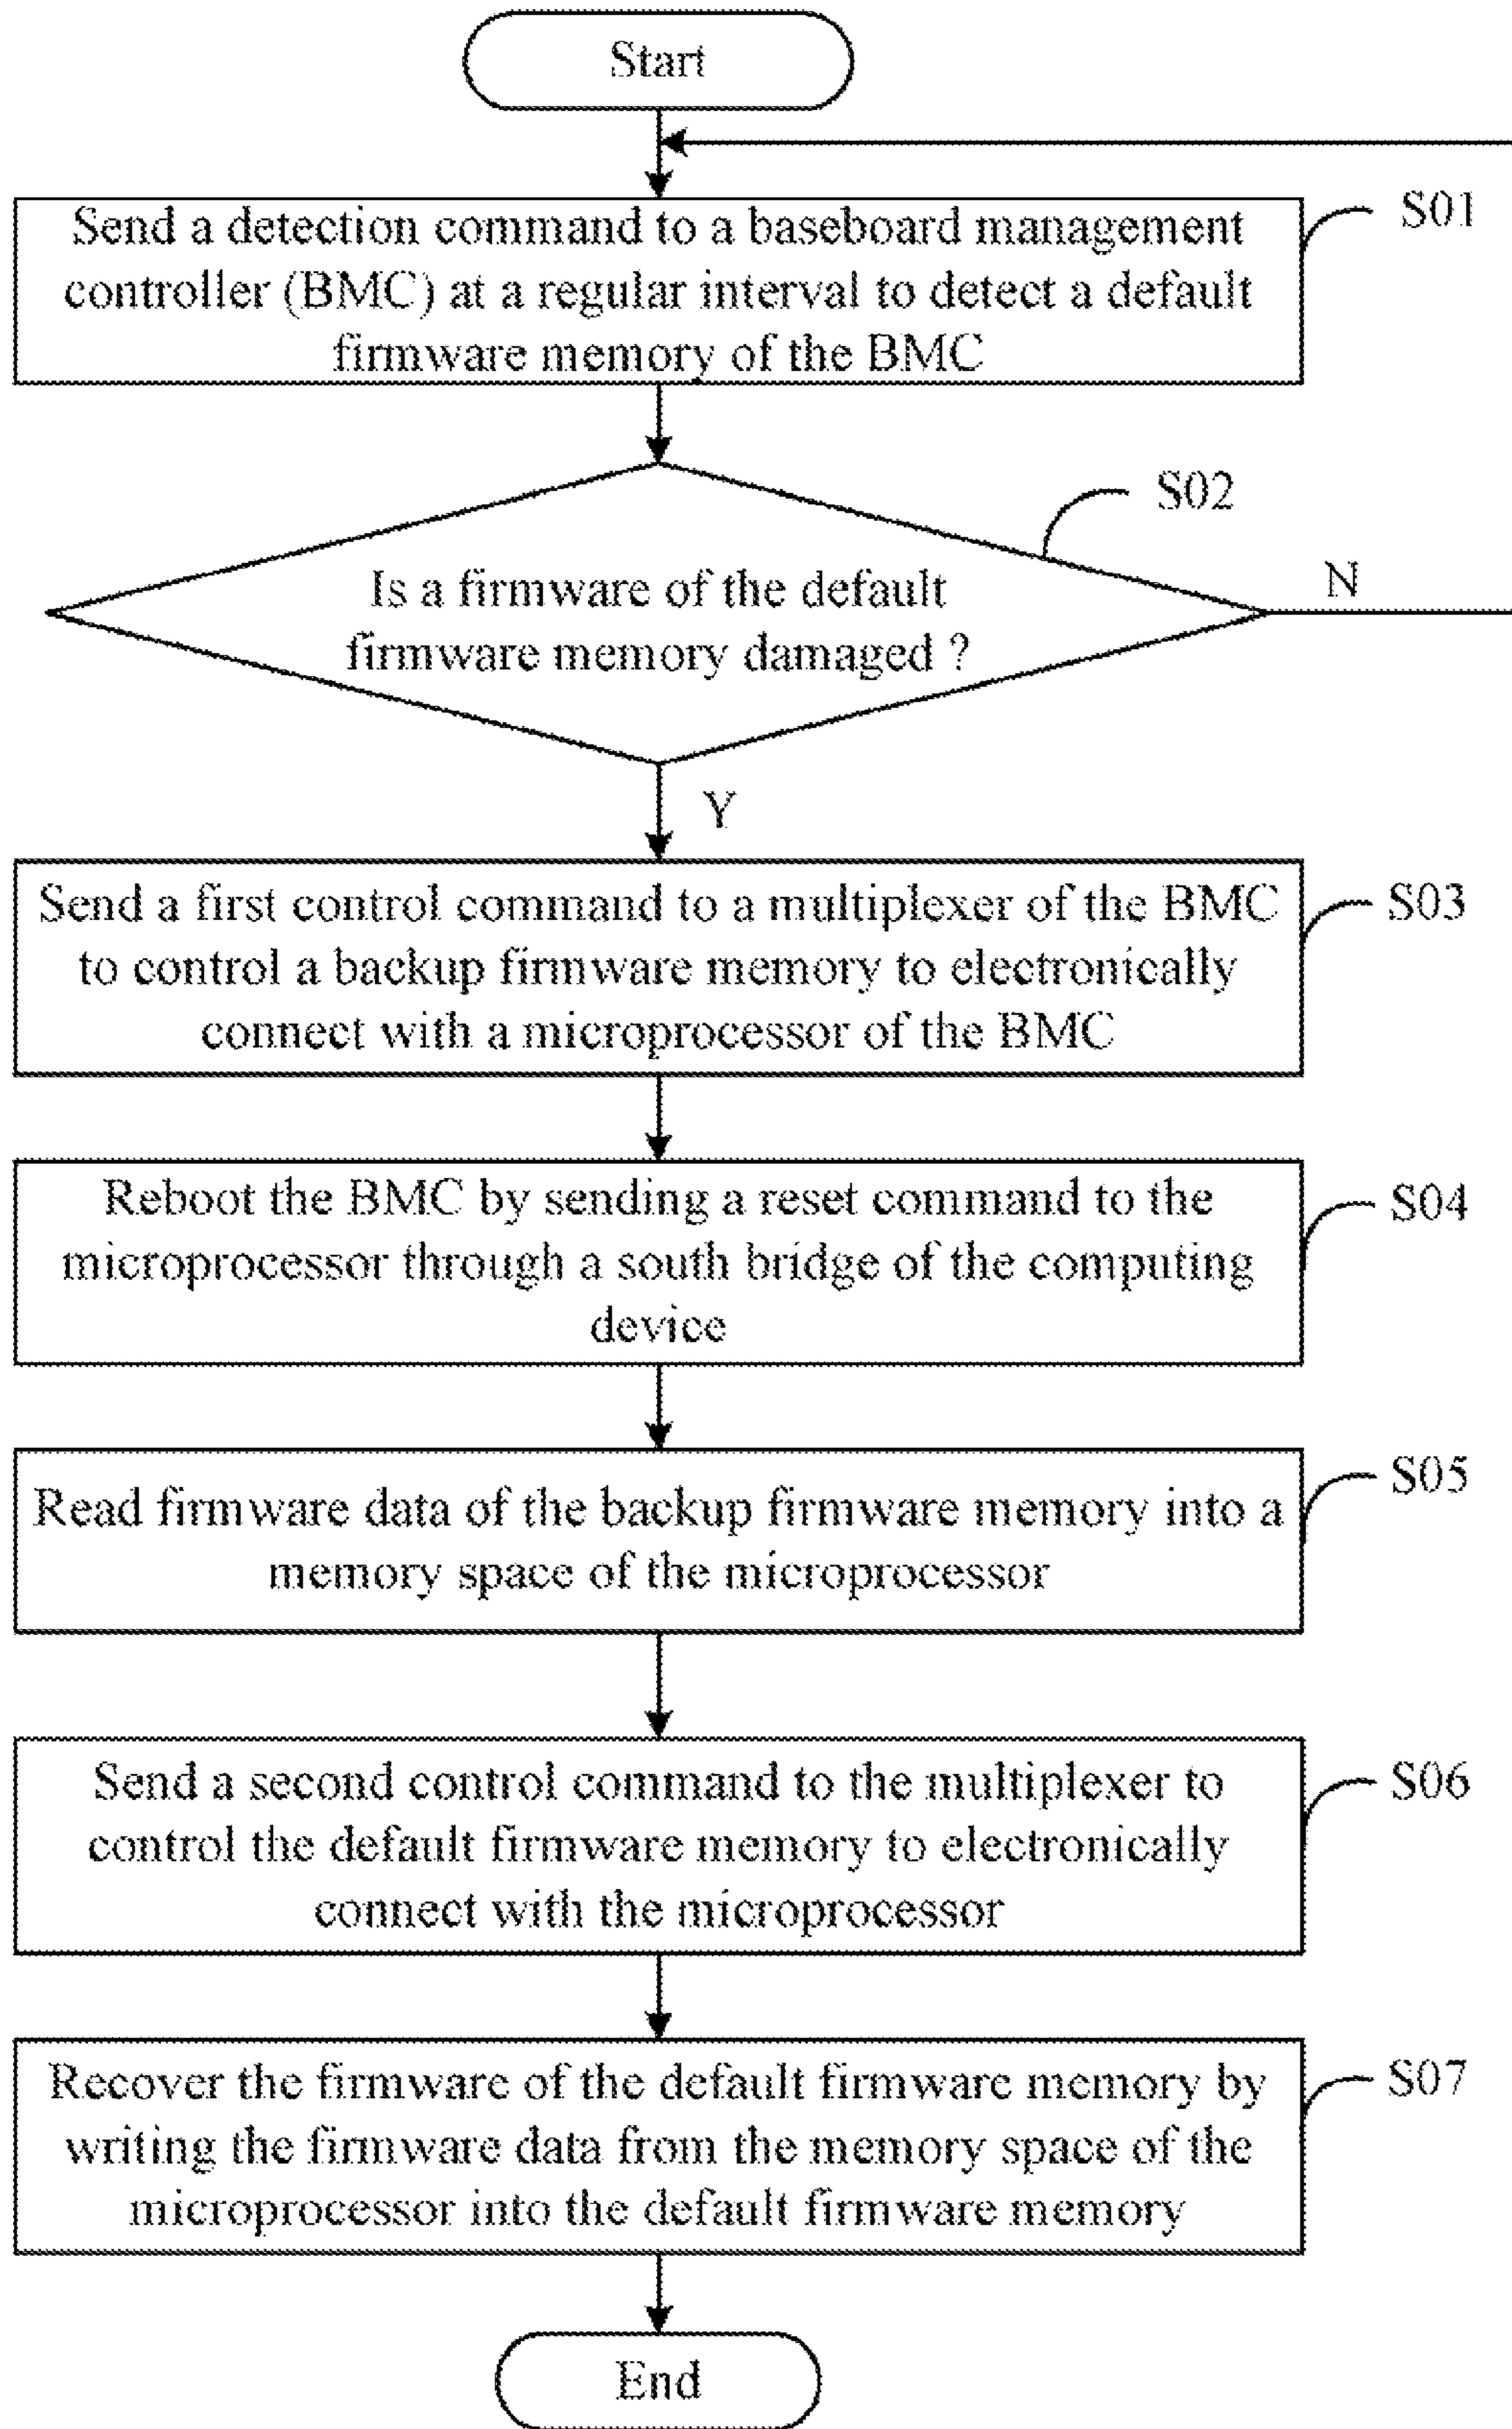 Start
Send a detection command to a baseboard management
controller (BMC) at a regular interval to detect a default
firmware memory of the BMC
S01
S02
Is a firmware of the default
firmware memory damaged ?
N
Y
Send a first control command to a multiplexer of the BMC
to control a backup firmware memory to electronically
connect with a microprocessor of the BMC
S03
Reboot the BMC by sending a reset command to the
microprocessor through a south bridge of the computing
device
S04
Read firmware data of the backup firmware memory into a
memory space of the microprocessor
S05
Send a second control command to the multiplexer to
control the default firmware memory to electronically
connect with the microprocessor
S06
Recover the firmware of the default firmware memory by
writing the firmware data from the memory space of the
microprocessor into the default firmware memory
S07
End